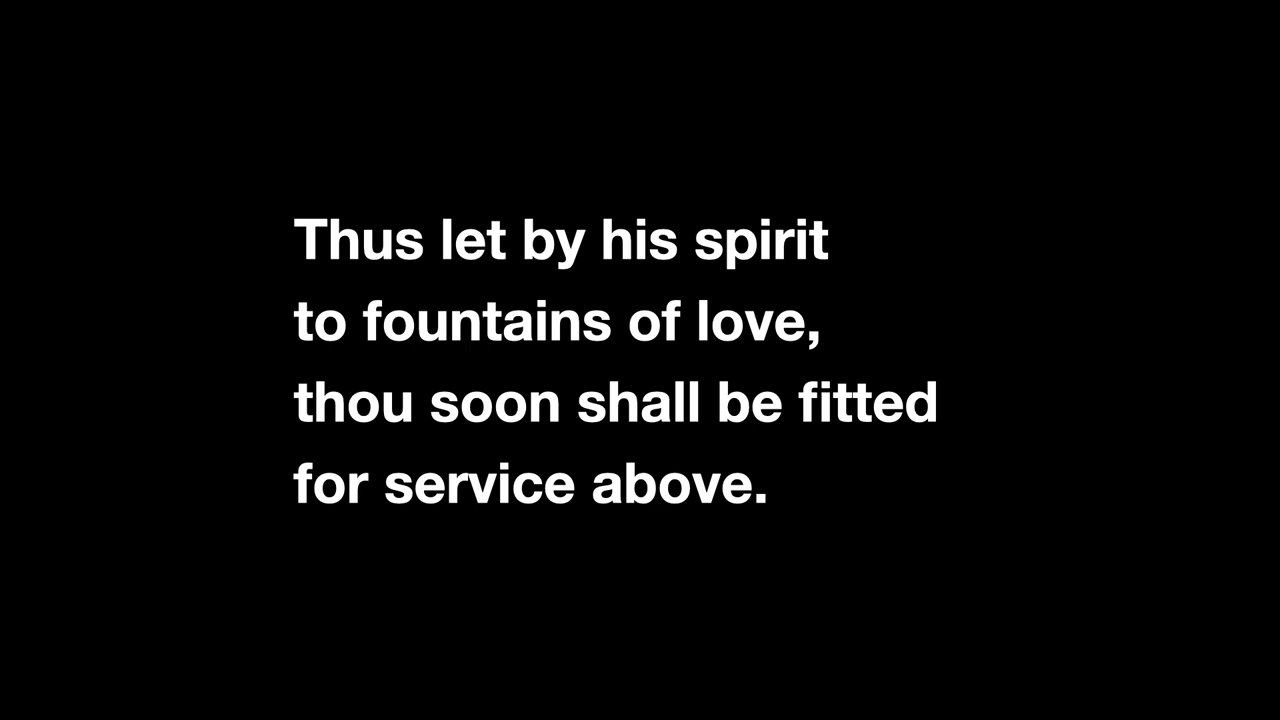 Thus let by his spirit
to fountains of love,
thou soon shall be fitted
for service above.